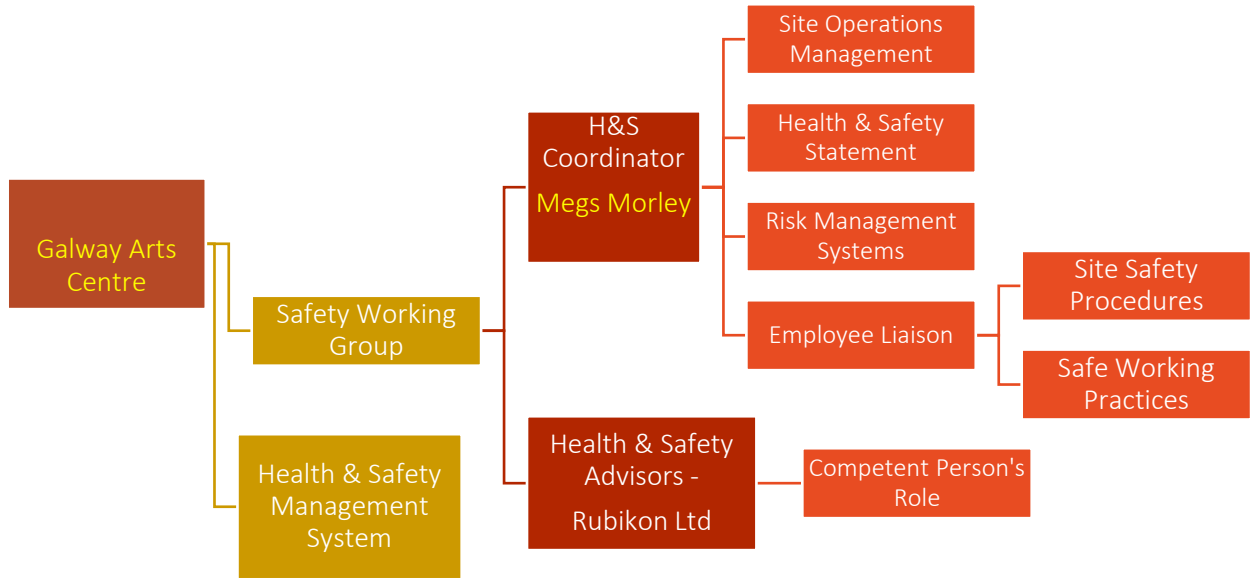 Galway Arts
Centre
Safety Working
Group
Health & Safety
Management
System
H&S
Coordinator
Megs Morley
Health & Safety
Advisors -
Rubikon Ltd
Site Operations
Management
Health & Safety
Statement
Risk Management
Systems
Employee Liaison
Competent Person's
Role
Site Safety
Procedures
Safe Working
Practices